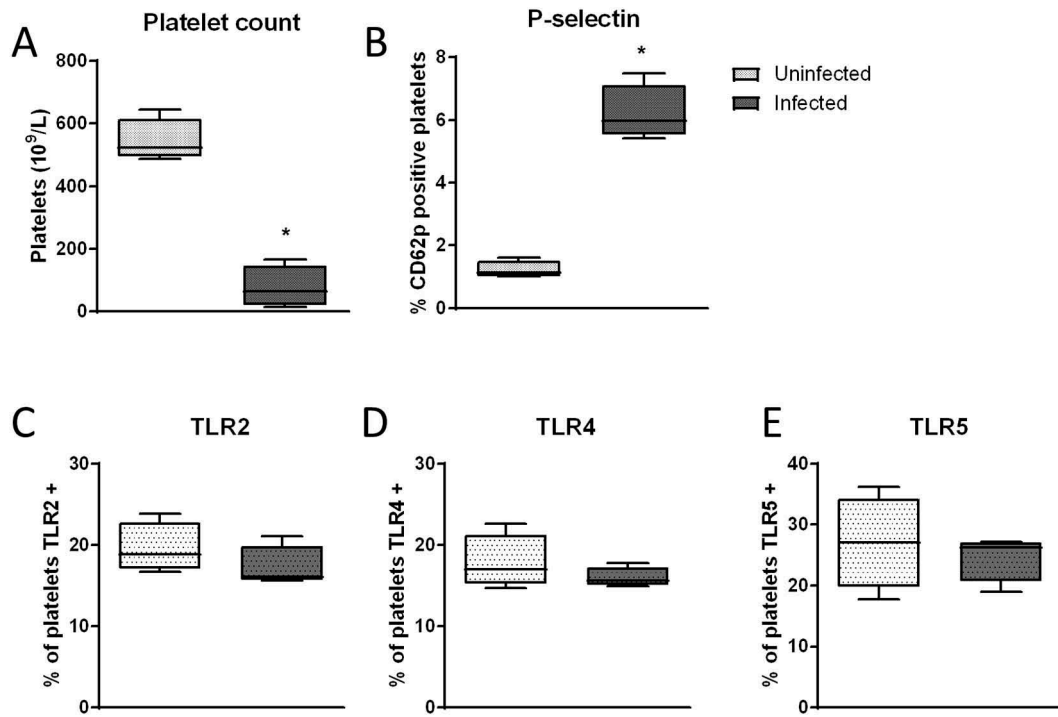 A
Platelet count
Platelets (10⁹/L)
800
600
400
200
0
*
B
P-selectin
% CD62p positive platelets
8
6
4
2
0
*
Uninfected
Infected
C
TLR2
% of platelets TLR2 +
30
20
10
0
D
TLR4
% of platelets TLR4 +
30
20
10
0
E
TLR5
% of platelets TLR5 +
40
30
20
10
0